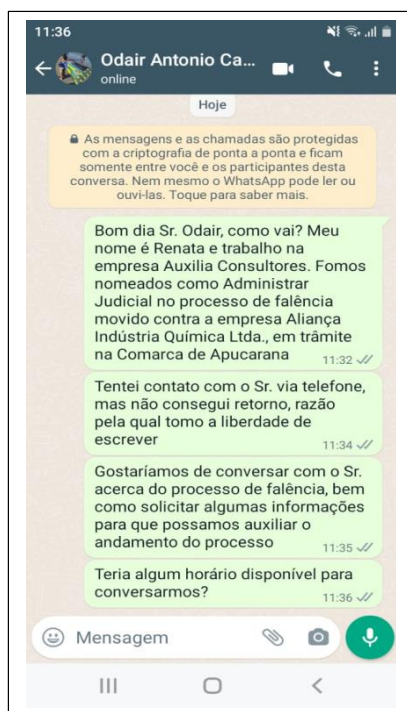 11:36
Odair Antonio Ca...
online
Hoje
As mensagens e as chamadas são protegidas
com a criptografia de ponta a ponta e ficam
somente entre você e os participantes desta
conversa. Nem mesmo o WhatsApp pode ler ou
ouvi-las. Toque para saber mais.
Bom dia Sr. Odair, como vai? Meu
nome é Renata e trabalho na
empresa Auxilia Consultores. Fomos
nomeados como Administrar
Judicial no processo de falência
movido contra a empresa Aliança
Indústria Química Ltda., em trâmite
na Comarca de Apucarana 11:32
Tentei contato com o Sr. via telefone,
mas não consegui retorno, razão
pela qual tomo a liberdade de
escrever 11:34
Gostaríamos de conversar com o Sr.
acerca do processo de falência, bem
como solicitar algumas informações
para que possamos auxiliar o
andamento do processo 11:35
Teria algum horário disponível para
conversarmos? 11:36
Mensagem